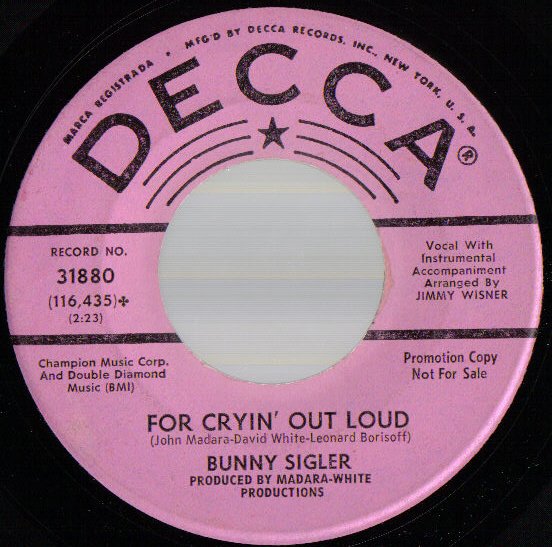 MARCA REGISTRADA • MFG'D BY DECCA RECORDS, INC., NEW YORK, U. S. A.
DECCA®
RECORD NO.
31880
(116,435)✤
(2:23)
Vocal With
Instrumental
Accompaniment
Arranged By
JIMMY WISNER
Champion Music Corp.
And Double Diamond
Music (BMI)
Promotion Copy
Not For Sale
FOR CRYIN' OUT LOUD
(John Madara-David White-Leonard Borisoff)
BUNNY SIGLER
PRODUCED BY MADARA-WHITE
PRODUCTIONS